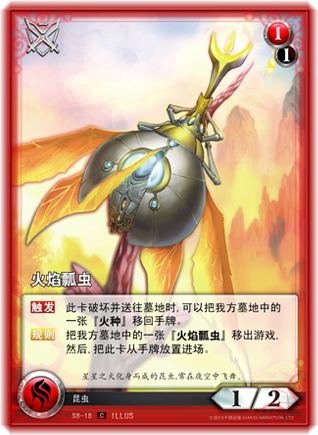 1
1
火焰瓢虫
触发 此卡破坏并送往墓地时,可以把我方墓地中的
一张『火种』移回手牌。
规则 把我方墓地中的一张『火焰瓢虫』移出游戏,
然后,把此卡从手牌放置进场。
星星之火化身而成的昆虫,常在夜空中飞舞。
1 / 2
昆虫
S8-18 C ILLUS